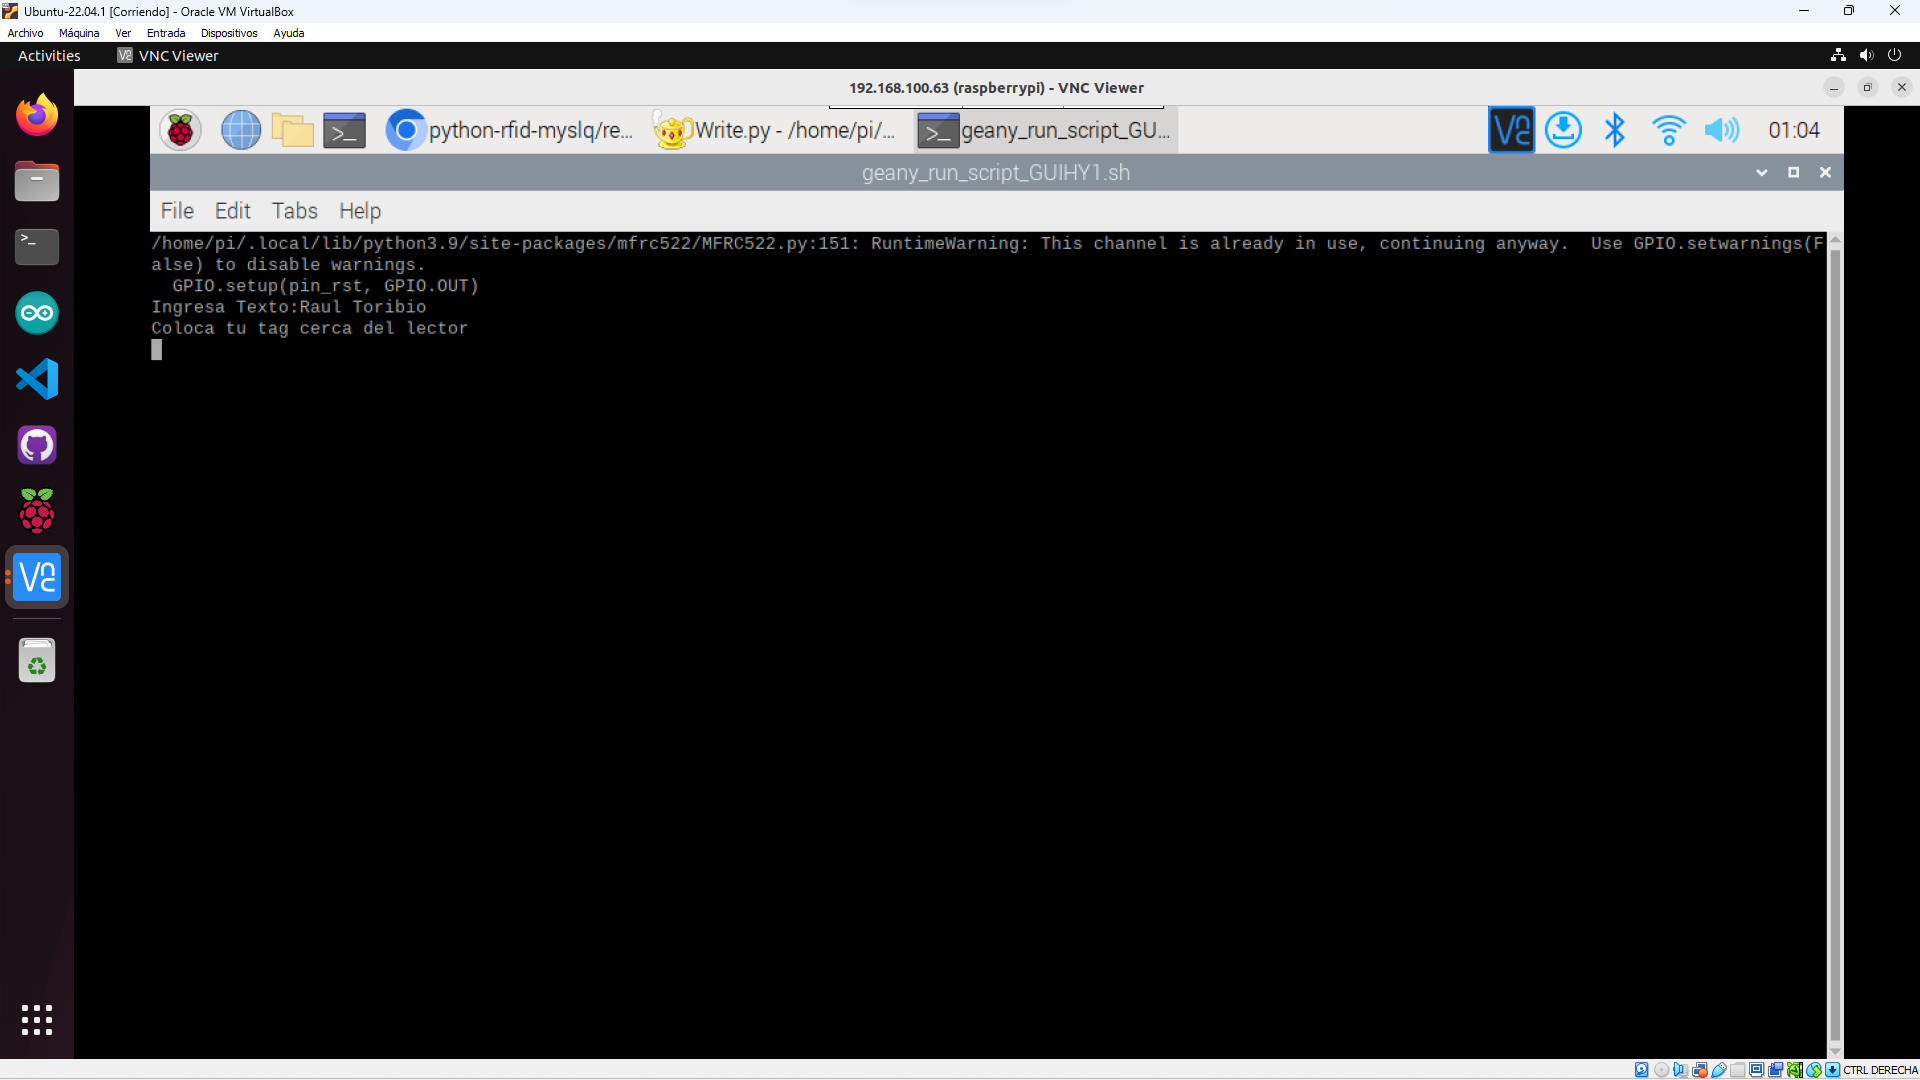 Ubuntu-22.04.1 [Corriendo] - Oracle VM VirtualBox
Archivo Máquina Ver Entrada Dispositivos Ayuda
Activities VNC Viewer
192.168.100.63 (raspberrypi) - VNC Viewer
python-rfid-myslq/re... Write.py - /home/pi/... geany_run_script_GU... 01:04
geany_run_script_GUIHY1.sh
File Edit Tabs Help
/home/pi/.local/lib/python3.9/site-packages/mfrc522/MFRC522.py:151: RuntimeWarning: This channel is already in use, continuing anyway.  Use GPIO.setwarnings(F
alse) to disable warnings.
  GPIO.setup(pin_rst, GPIO.OUT)
Ingresa Texto:Raul Toribio
Coloca tu tag cerca del lector
CTRL DERECHA